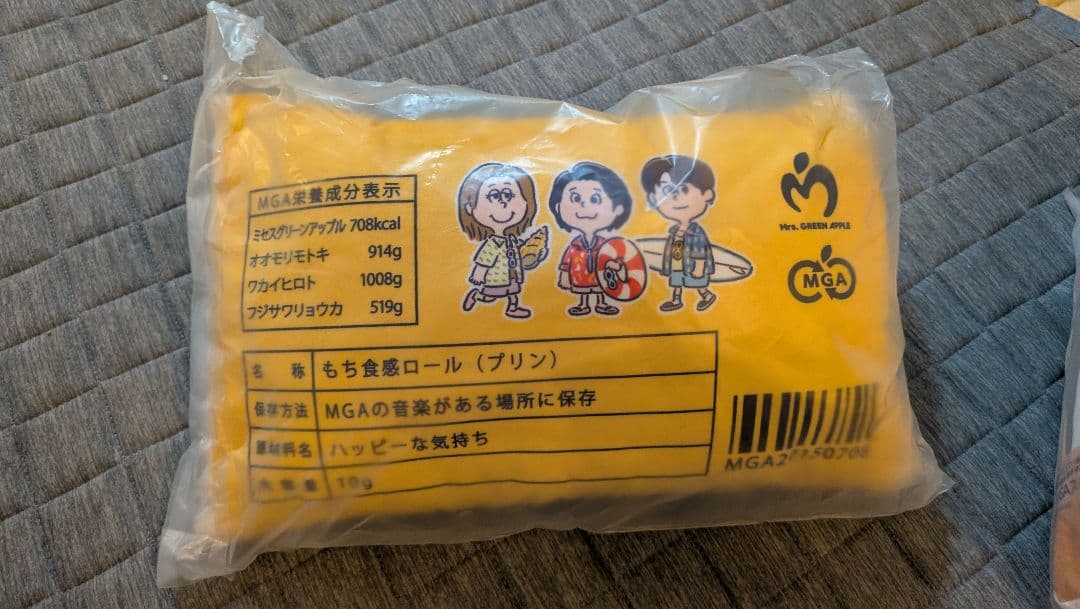 MGA栄養成分表示
ミセスグリーンアップル 708kcal
オオモリモトキ 914g
ワカイヒロト 1008g
フジサワリョウカ 519g
Mrs. GREEN APPLE
MGA
名 称 もち食感ロール（プリン）
保存方法 MGAの音楽がある場所に保存
原材料名 ハッピーな気持ち
内容量